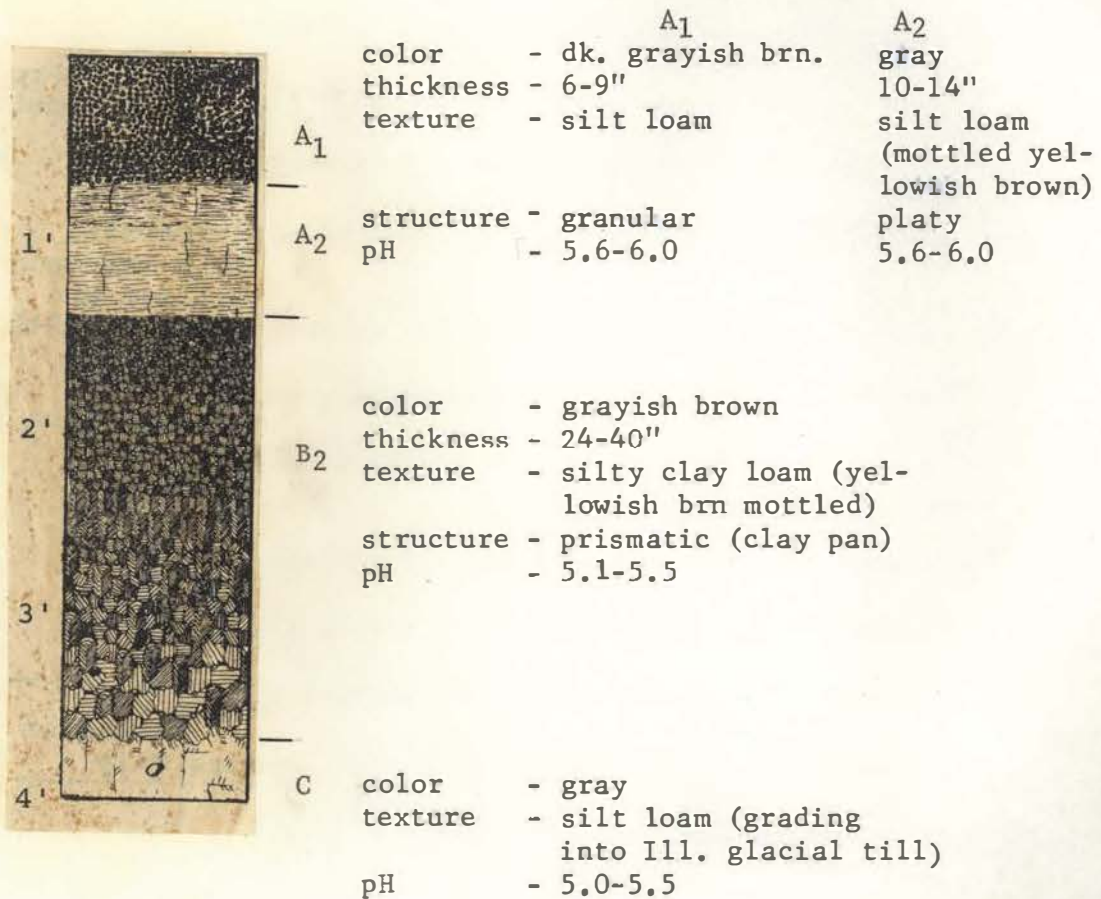 A1 A2
color - dk. grayish brn. gray
thickness - 6-9" 10-14"
texture - silt loam silt loam
(mottled yel-
lowish brown)
A1
structure - granular platy
1' A2 pH - 5.6-6.0 5.6-6.0
color - grayish brown
2' thickness - 24-40"
B2 texture - silty clay loam (yel-
lowish brn mottled)
structure - prismatic (clay pan)
pH - 5.1-5.5
3'
C color - gray
4' texture - silt loam (grading
into Ill. glacial till)
pH - 5.0-5.5